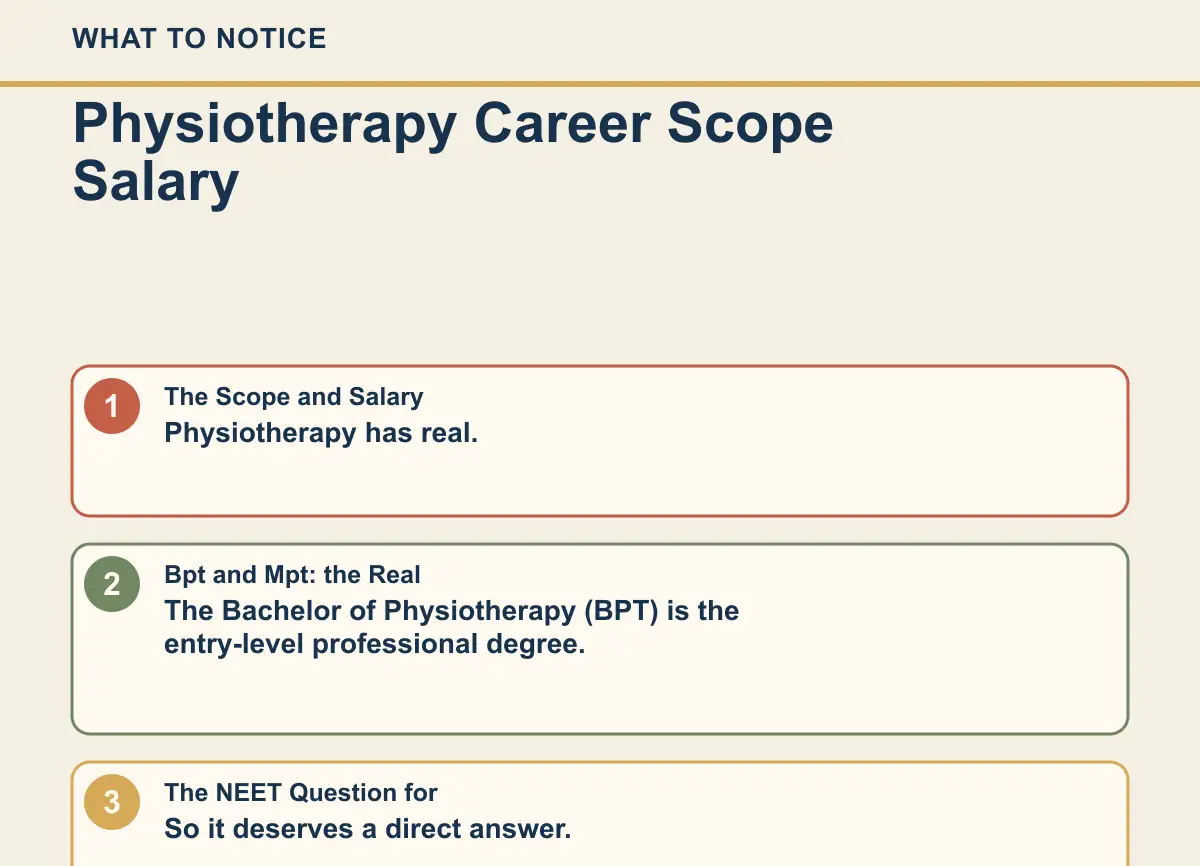 WHAT TO NOTICE
Physiotherapy Career Scope
Salary
1
The Scope and Salary
Physiotherapy has real.
2
Bpt and Mpt: the Real
The Bachelor of Physiotherapy (BPT) is the
entry-level professional degree.
3
The NEET Question for
So it deserves a direct answer.